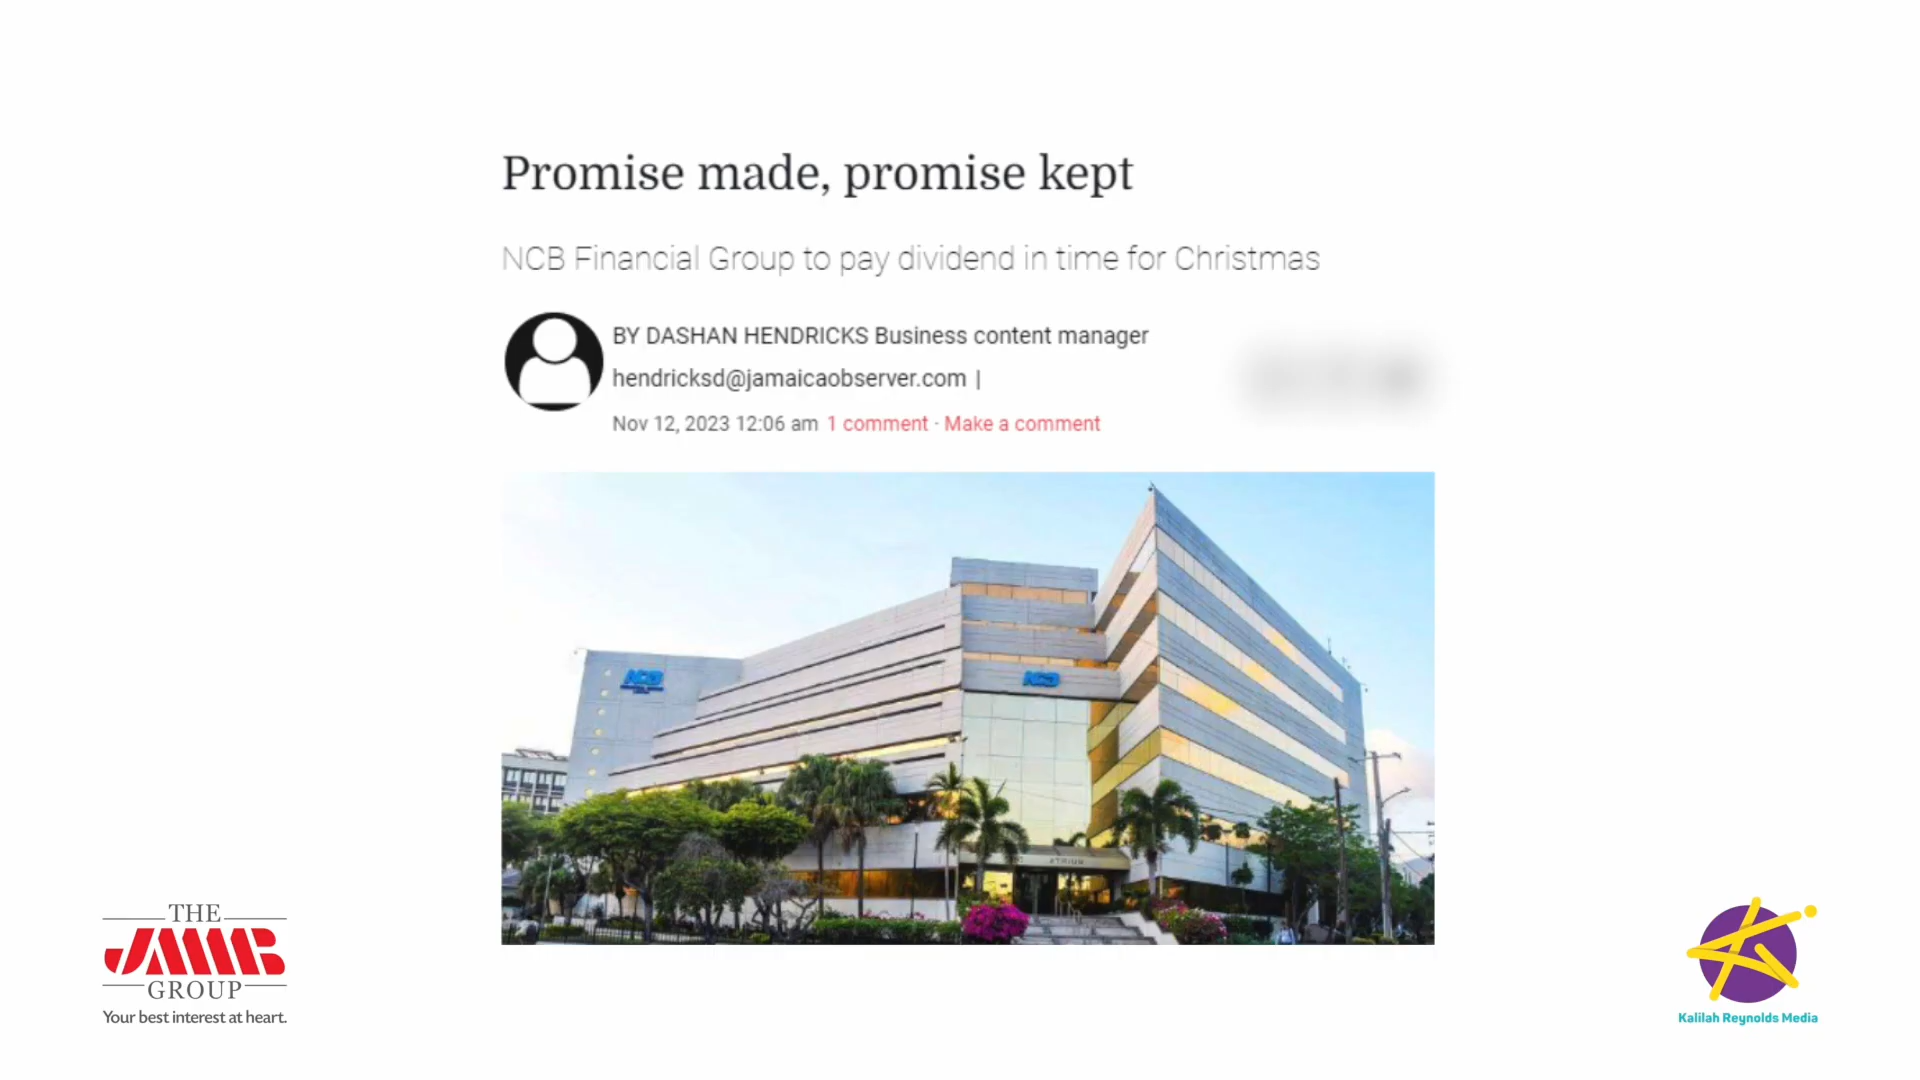 Promise made, promise kept
NCB Financial Group to pay dividend in time for Christmas
BY DASHAN HENDRICKS Business content manager
hendricksd@jamaicaobserver.com |
Nov 12, 2023 12:06 am 1 comment · Make a comment
NCB
NCB
ATRIUM
THE
JMMB
GROUP
Your best interest at heart.
Kalilah Reynolds Media